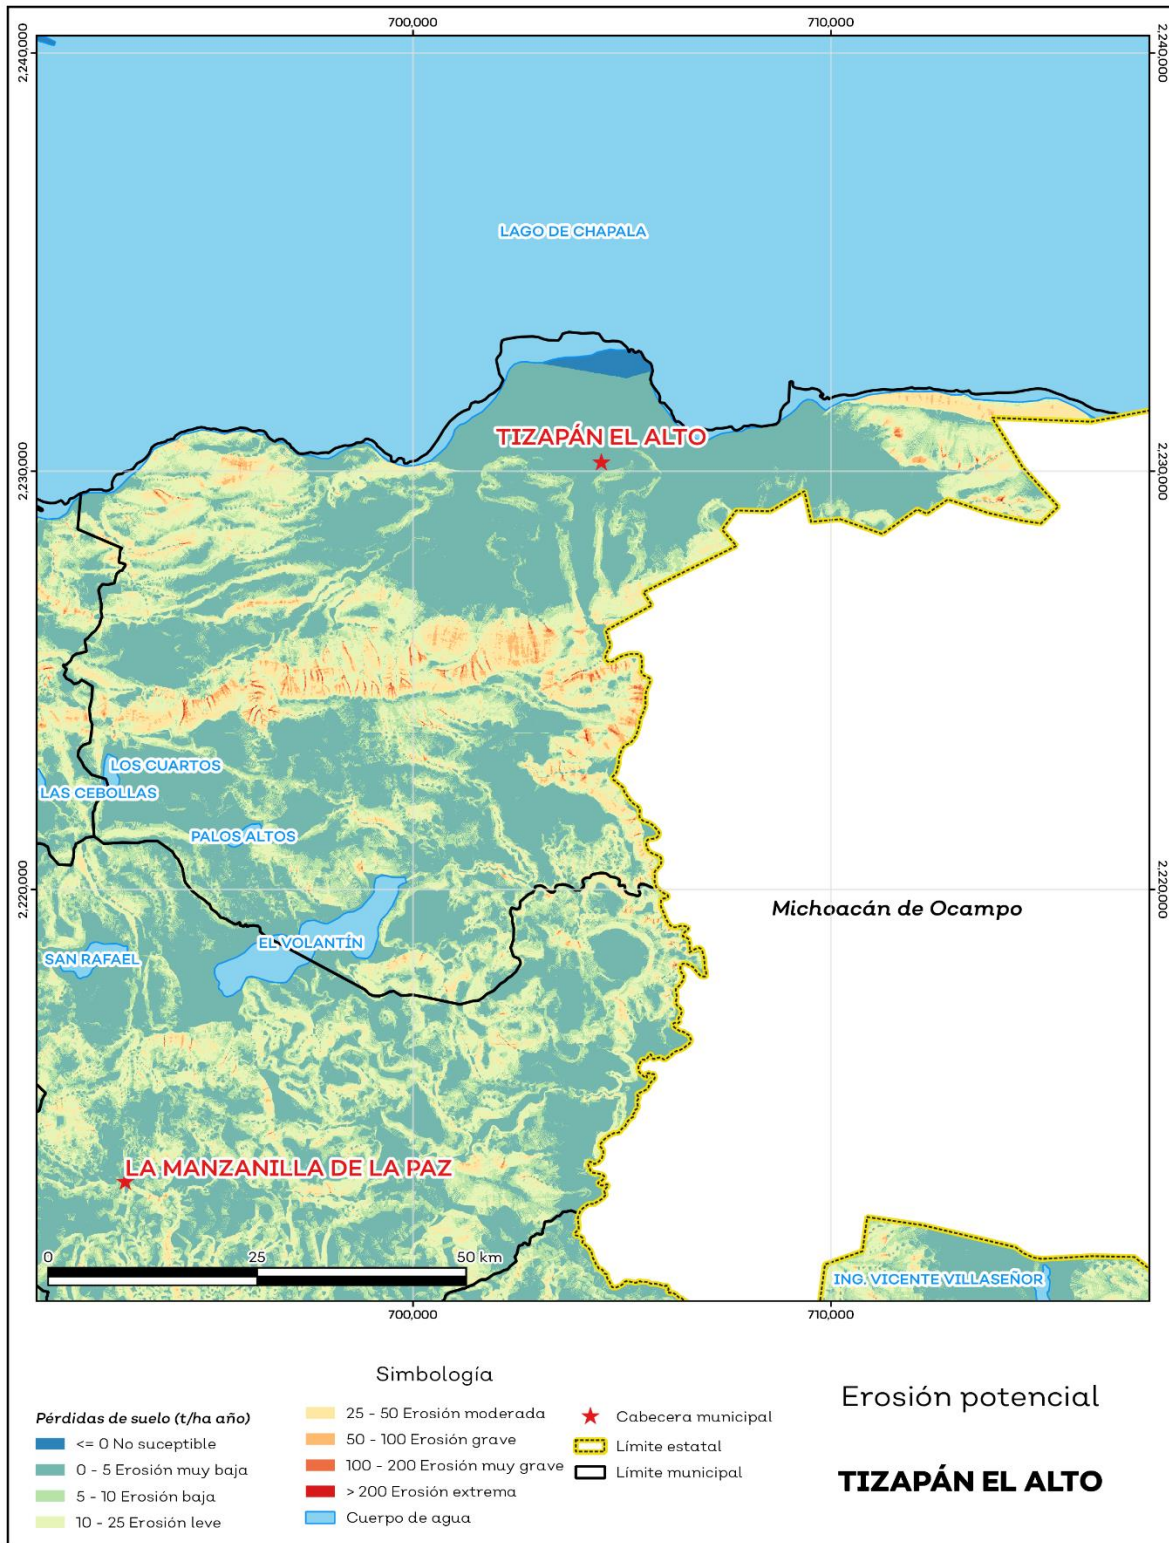 700,000
710,000
2,240,000
2,240,000
LAGO DE CHAPALA
TIZAPÁN EL ALTO
2,230,000
2,230,000
LOS CUARTOS
LAS CEBOLLAS
PALOS ALTOS
2,220,000
2,220,000
Michoacán de Ocampo
EL VOLANTÍN
SAN RAFAEL
LA MANZANILLA DE LA PAZ
0
25
50 km
ING. VICENTE VILLASEÑOR
700,000
710,000
Simbología
Pérdidas de suelo (t/ha año)
<= 0 No suceptible
0 - 5 Erosión muy baja
5 - 10 Erosión baja
10 - 25 Erosión leve
25 - 50 Erosión moderada
50 - 100 Erosión grave
100 - 200 Erosión muy grave
> 200 Erosión extrema
Cuerpo de agua
Cabecera municipal
Límite estatal
Límite municipal
Erosión potencial
TIZAPÁN EL ALTO